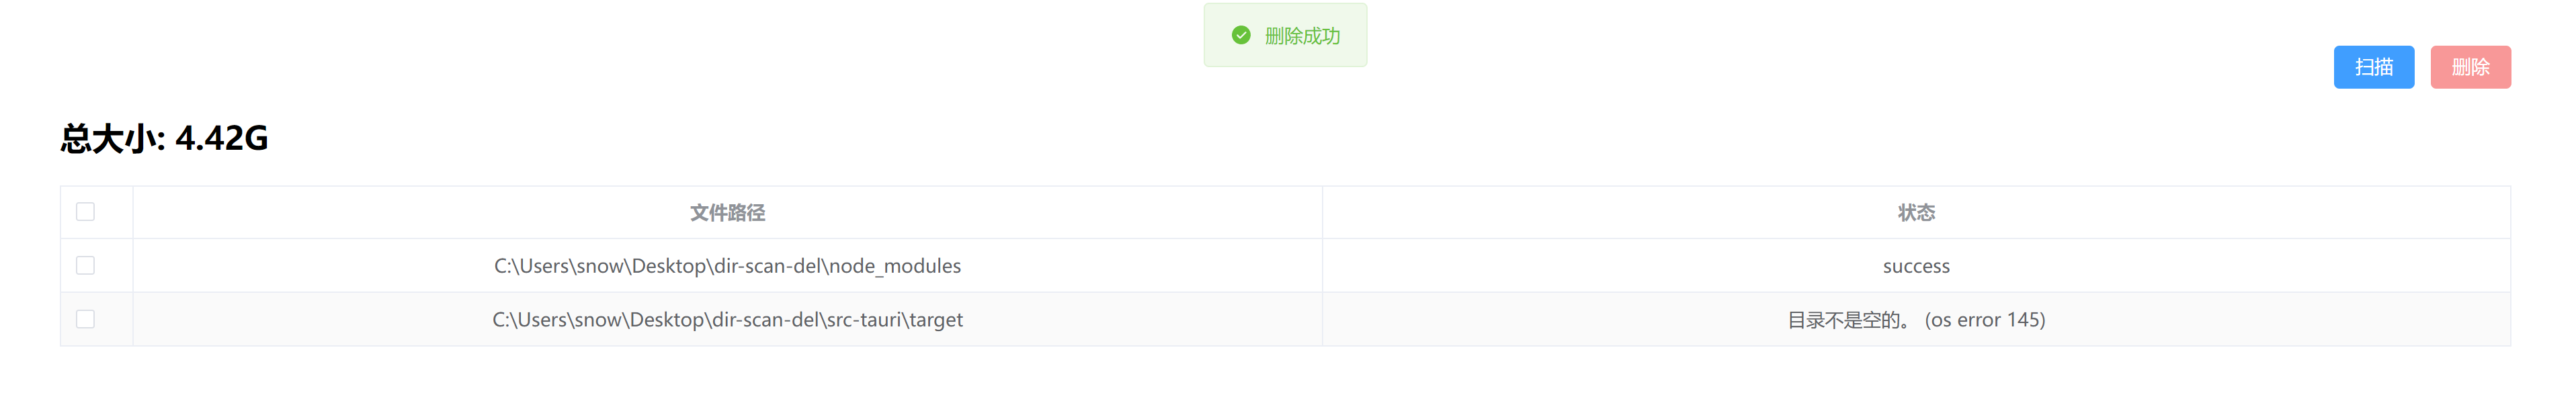 删除成功
扫描 删除
总大小: 4.42G
文件路径 状态
C:\Users\snow\Desktop\dir-scan-del\node_modules success
C:\Users\snow\Desktop\dir-scan-del\src-tauri\target 目录不是空的。 (os error 145)